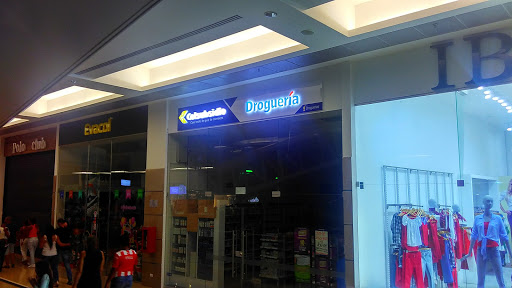 Polo club
Evacol
Colsubsidio
Droguería
IB